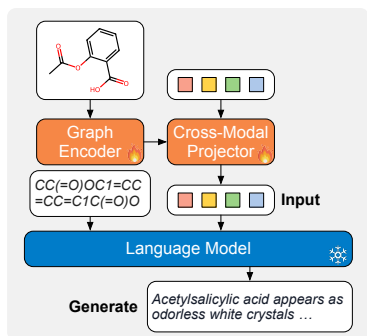 O
O
O
HO
Graph
Encoder
Cross-Modal
Projector
CC(=O)OC1=CC
=CC=C1C(=O)O
Input
Language Model
Generate
Acetylsalicylic acid appears as
odorless white crystals ...